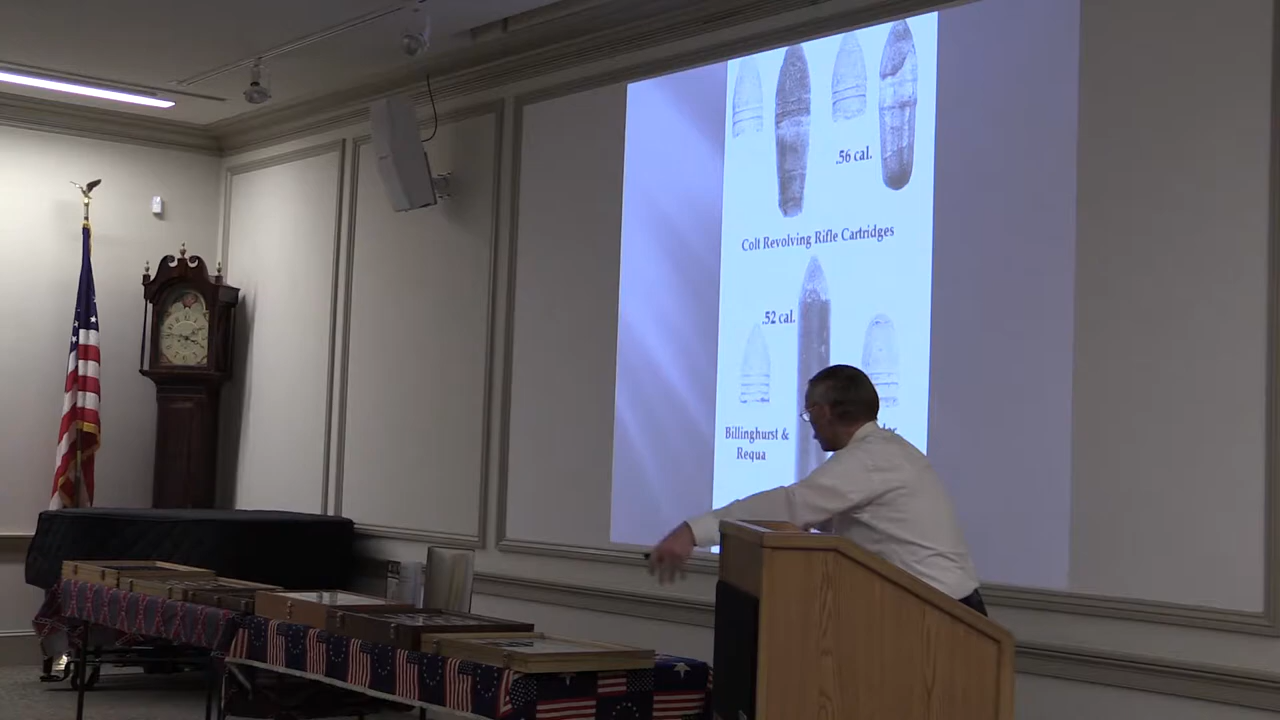 .56 cal.
Colt Revolving Rifle Cartridges
.52 cal.
Billinghurst &
Requa